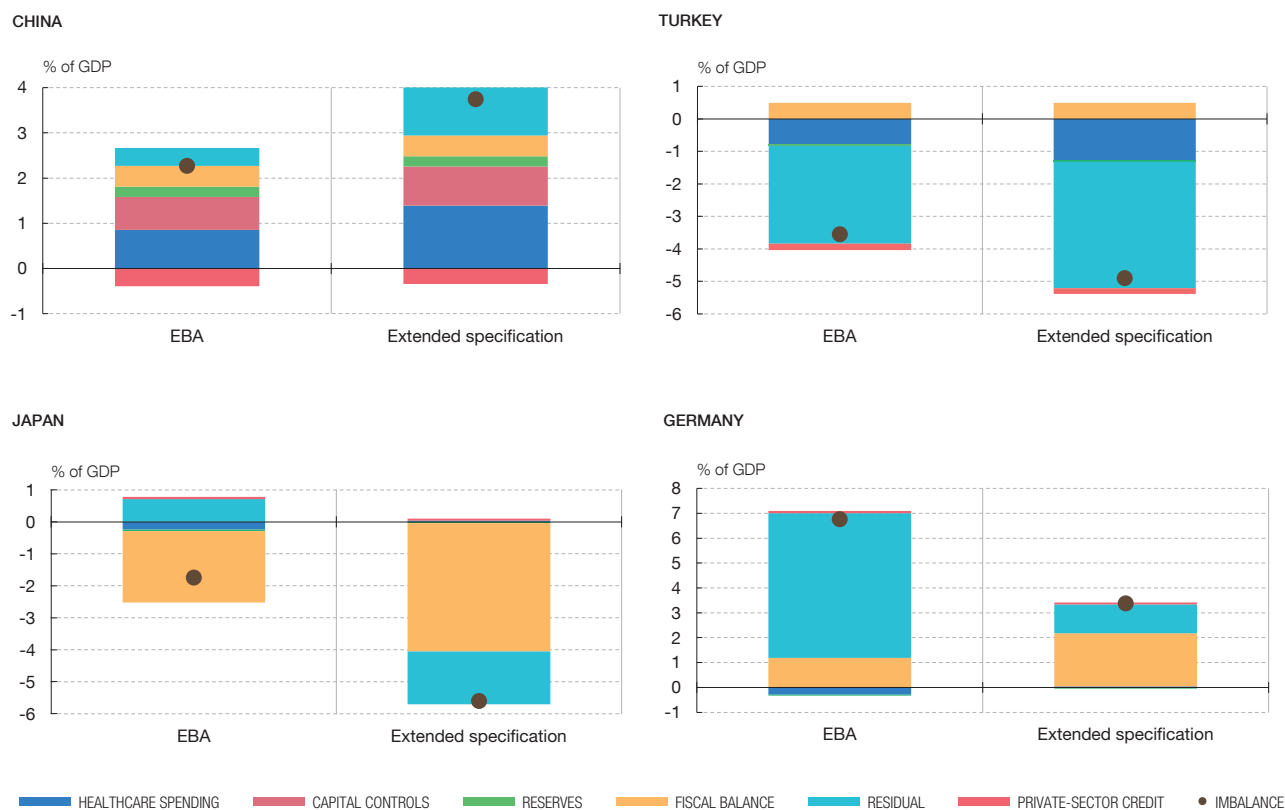 CHINA
% of GDP
4
3
2
1
0
-1
EBA
Extended specification
TURKEY
% of GDP
1
0
-1
-2
-3
-4
-5
-6
EBA
Extended specification
JAPAN
% of GDP
1
0
-1
-2
-3
-4
-5
-6
EBA
Extended specification
GERMANY
% of GDP
8
7
6
5
4
3
2
1
0
-1
EBA
Extended specification
HEALTHCARE SPENDING CAPITAL CONTROLS RESERVES FISCAL BALANCE RESIDUAL PRIVATE-SECTOR CREDIT IMBALANCE